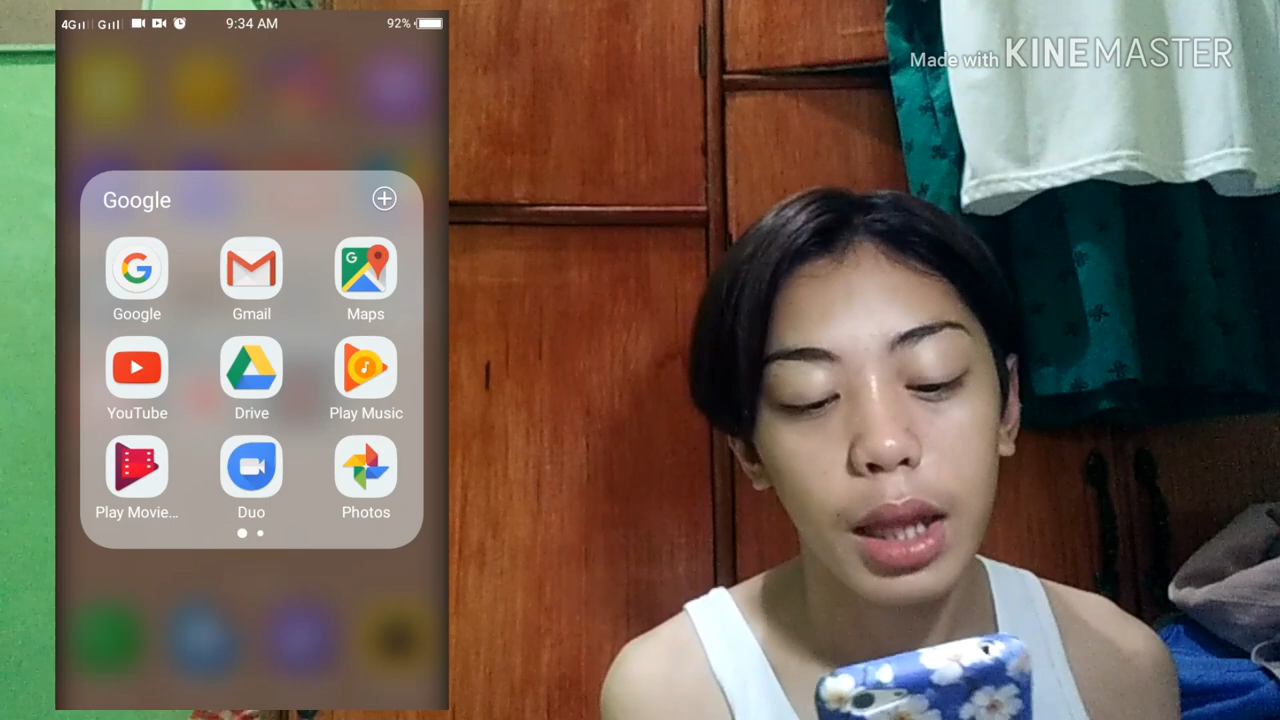 4G G 9:34 AM 92%
Made with KINEMASTER
Google
G
Google Gmail Maps
YouTube Drive Play Music
Play Movie... Duo Photos